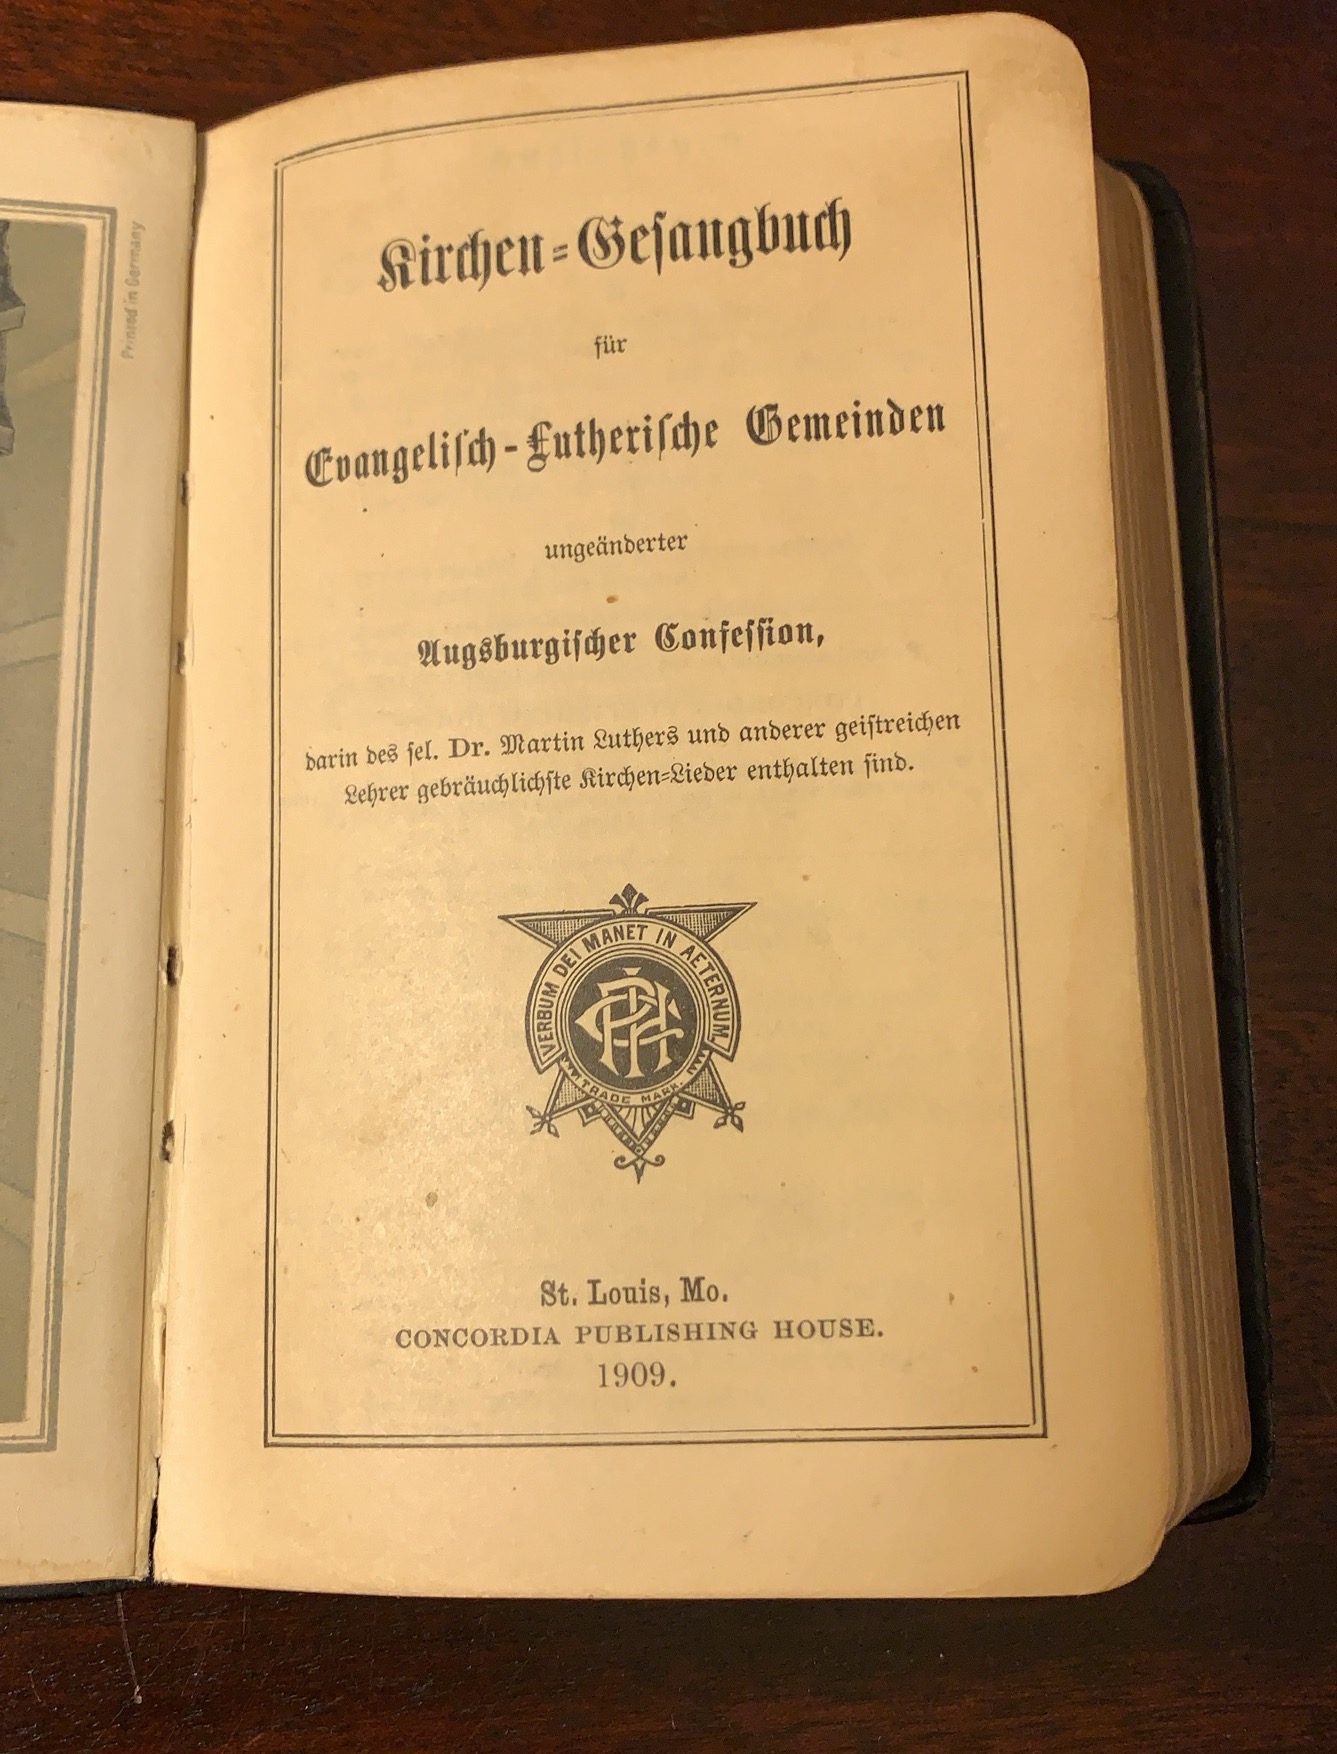 Printed in Germany
Kirchen=Gesangbuch
für
Evangelisch-Lutherische Gemeinden
ungeänderter
Augsburgischer Confession,
darin des sel. Dr. Martin Luthers und anderer geistreichen
Lehrer gebräuchlichste Kirchen=Lieder enthalten sind.
VERBUM DEI MANET IN AETERNUM.
CPH
TRADE MARK.
St. Louis, Mo.
CONCORDIA PUBLISHING HOUSE.
1909.